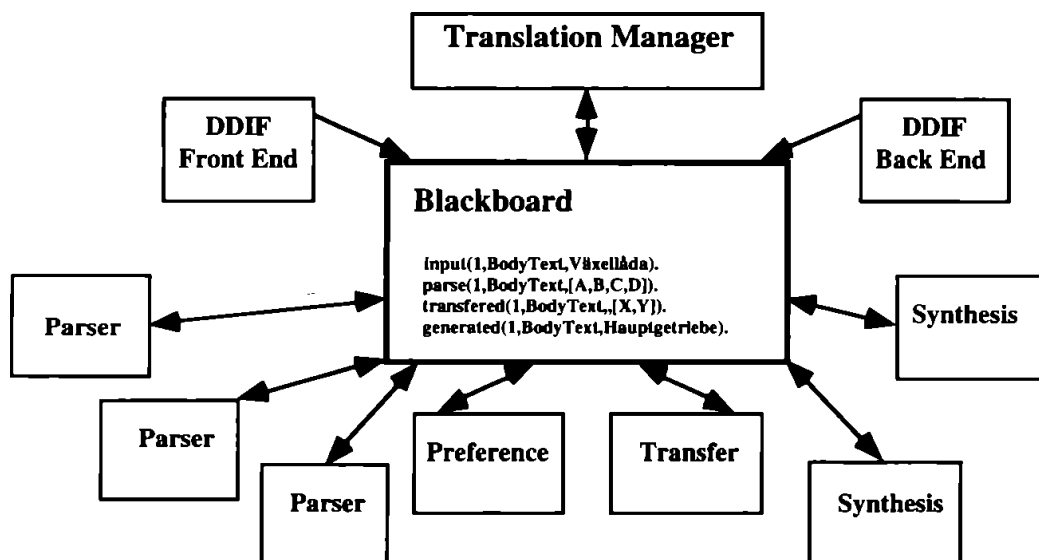 Translation Manager
DDIF
Front End
DDIF
Back End
Blackboard
input(1,BodyText,Växellåda).
parse(1,BodyText,[A,B,C,D]).
transfered(1,BodyText,,[X,Y]).
generated(1,BodyText,Hauptgetriebe).
Parser
Synthesis
Parser
Preference
Transfer
Parser
Synthesis